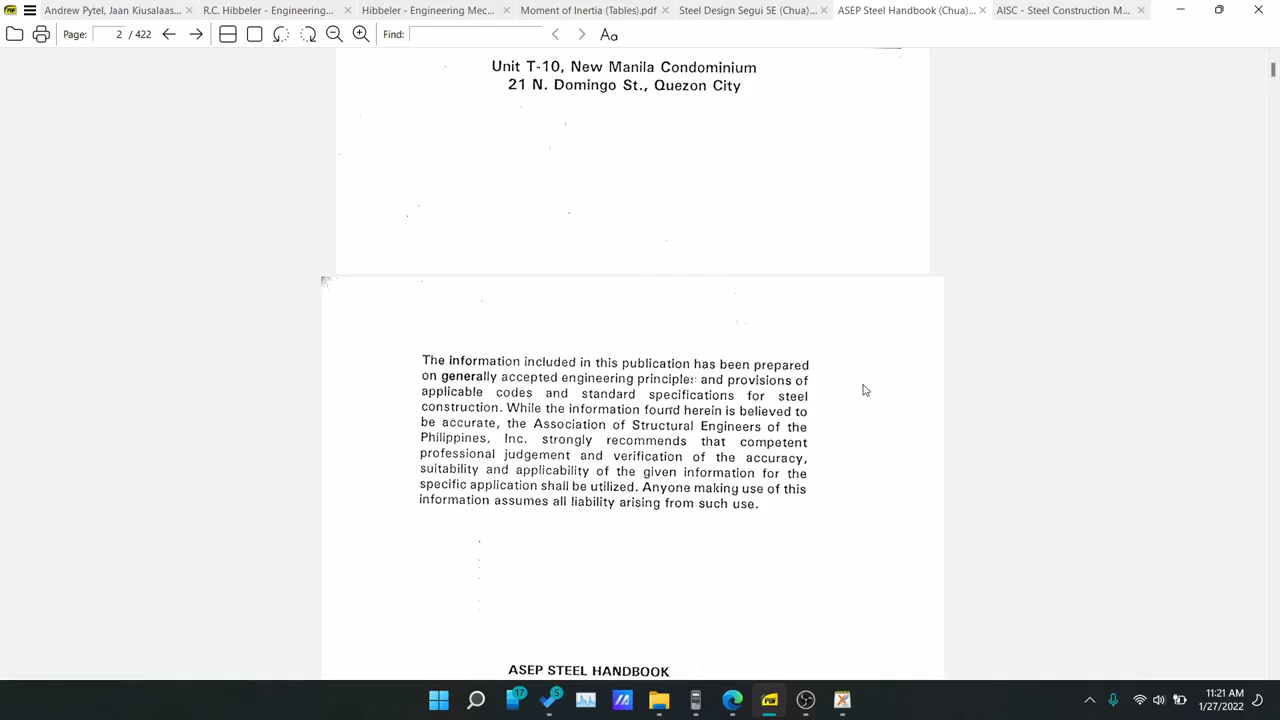 Andrew Pytel, Jaan Kiusalaas...
R.C. Hibbeler - Engineering...
Hibbeler - Enginnering Mec...
Moment of Inertia (Tables).pdf
Steel Design Segui 5E (Chua)...
ASEP Steel Handbook (Chua)...
AISC - Steel Construction M...
Page: 2 / 422
Find:
Aa
Unit T-10, New Manila Condominium
21 N. Domingo St., Quezon City
The information included in this publication has been prepared
on generally accepted engineering principles and provisions of
applicable codes and standard specifications for steel
construction. While the information found herein is believed to
be accurate, the Association of Structural Engineers of the
Philippines, Inc. strongly recommends that competent
professional judgement and verification of the accuracy,
suitability and applicability of the given information for the
specific application shall be utilized. Anyone making use of this
information assumes all liability arising from such use.
ASEP STEEL HANDBOOK
17
5
PDF
11:21 AM
1/27/2022